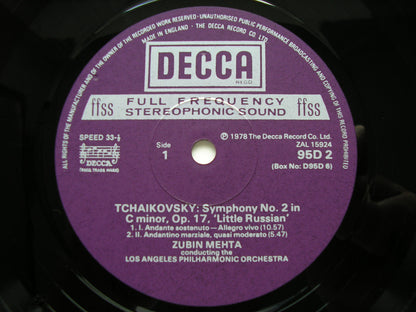 ALL RIGHTS OF THE MANUFACTURER AND OF THE OWNER OF THE RECORDED WORK RESERVED · UNAUTHORISED PUBLIC PERFORMANCE BROADCASTING AND COPYING OF THIS RECORD PROHIBITED
MADE IN ENGLAND · THE DECCA RECORD CO LTD
DECCA
REGD
ffss FULL FREQUENCY ffss
STEREOPHONIC SOUND
SPEED 33⅓
Side
1
℗ 1978 The Decca Record Co. Ltd.
ZAL 15924
95D 2
(Box No: D95D 6)
DECCA
TCHAIKOVSKY: Symphony No. 2 in
C minor, Op. 17, 'Little Russian'
1. I. Andante sostenuto – Allegro vivo (10.57)
2. II. Andantino marziale, quasi moderato (5.47)
ZUBIN MEHTA
conducting the
LOS ANGELES PHILHARMONIC ORCHESTRA